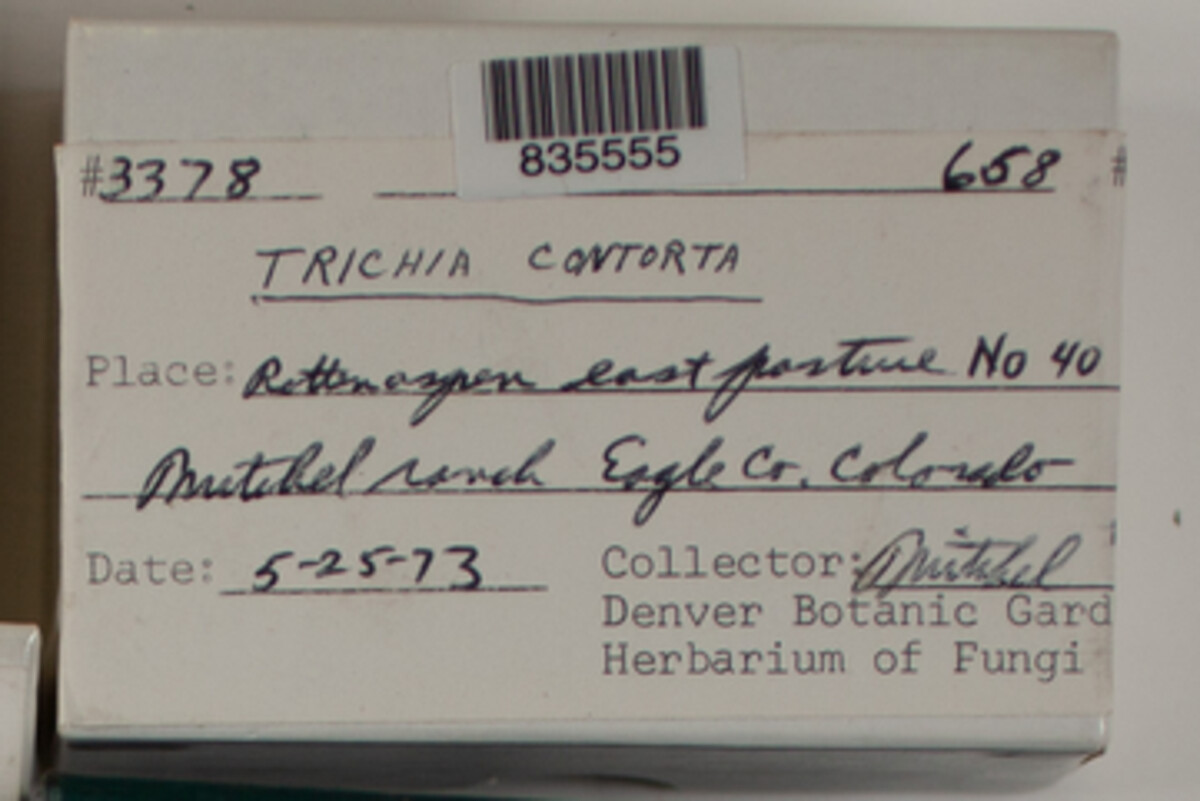 835555
#3378 658
TRICHIA CONTORTA
Place: Rotten aspen east pasture No 40
Mitchel ranch Eagle Co. Colorado
Date: 5-25-73 Collector: Mitchel
Denver Botanic Gard
Herbarium of Fungi